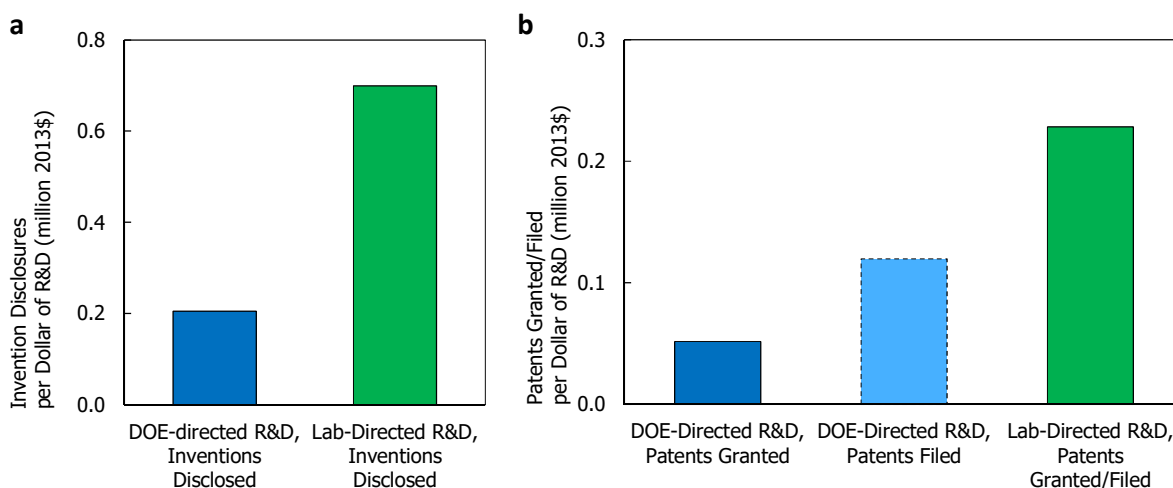 a
Invention Disclosures
per Dollar of R&D (million 2013$)
0.8
0.6
0.4
0.2
0.0
DOE-directed R&D,
Inventions
Disclosed
Lab-Directed R&D,
Inventions
Disclosed
b
Patents Granted/Filed
per Dollar of R&D (million 2013$)
0.3
0.2
0.1
0.0
DOE-Directed R&D,
Patents Granted
DOE-Directed R&D,
Patents Filed
Lab-Directed R&D,
Patents
Granted/Filed